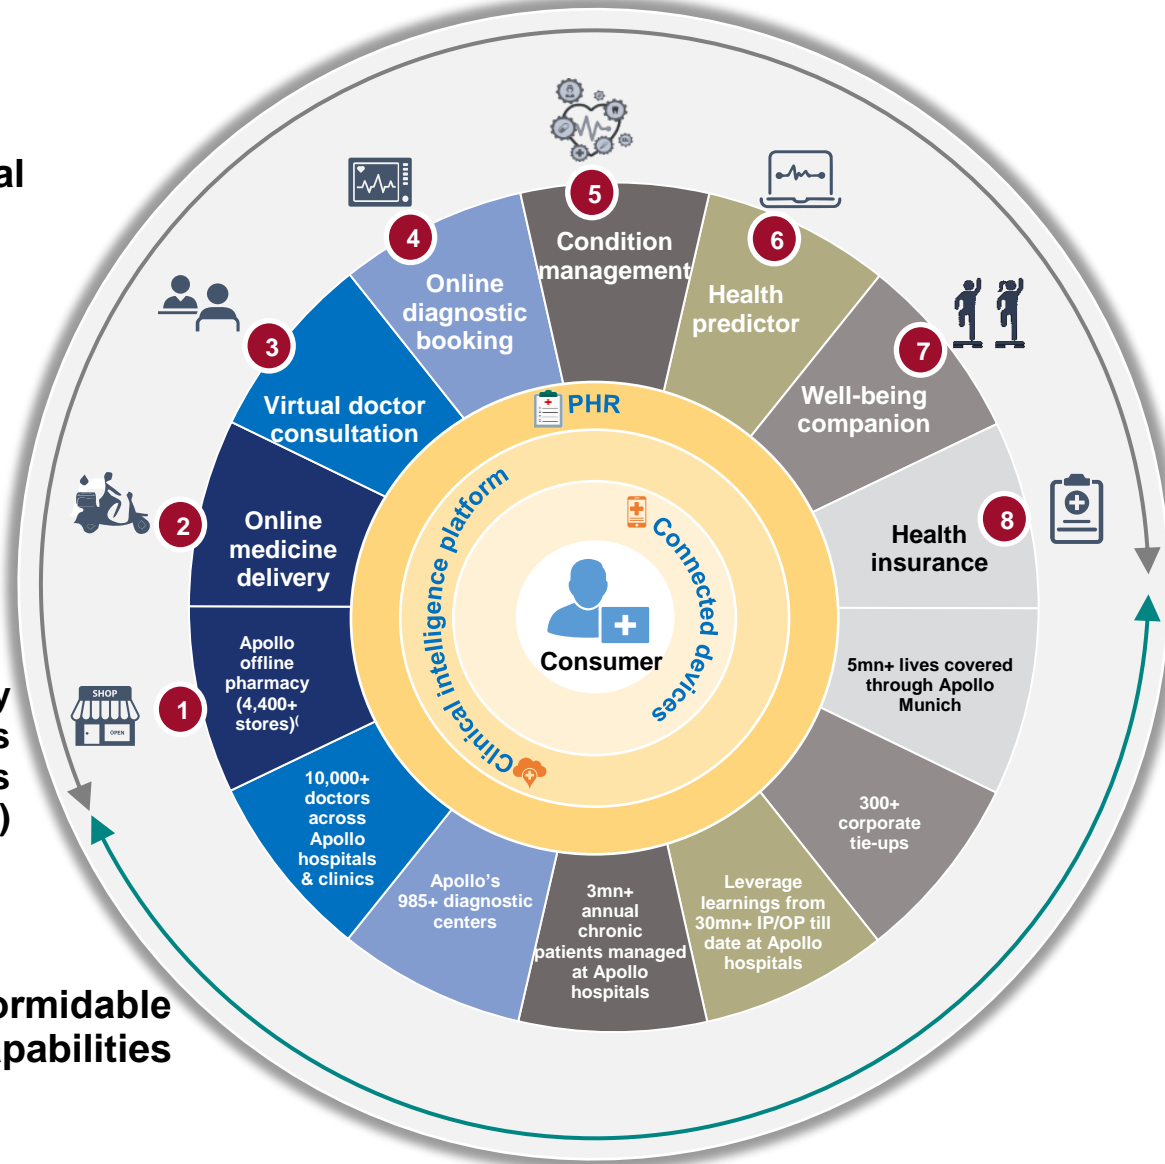 al
5
Condition
management
4
Online
diagnostic
booking
6
Health
predictor
3
Virtual doctor
consultation
7
Well-being
companion
2
Online
medicine
delivery
8
Health
insurance
PHR
Clinical intelligence platform
Connected devices
Consumer
SHOP
OPEN
1
Apollo
offline
pharmacy
(4,400+
stores)(
5mn+ lives covered
through Apollo
Munich
y
s
s
)
10,000+
doctors
across
Apollo
hospitals
& clinics
300+
corporate
tie-ups
Apollo's
985+ diagnostic
centers
3mn+
annual
chronic
patients managed
at Apollo
hospitals
Leverage
learnings from
30mn+ IP/OP till
date at Apollo
hospitals
ormidable
apabilities